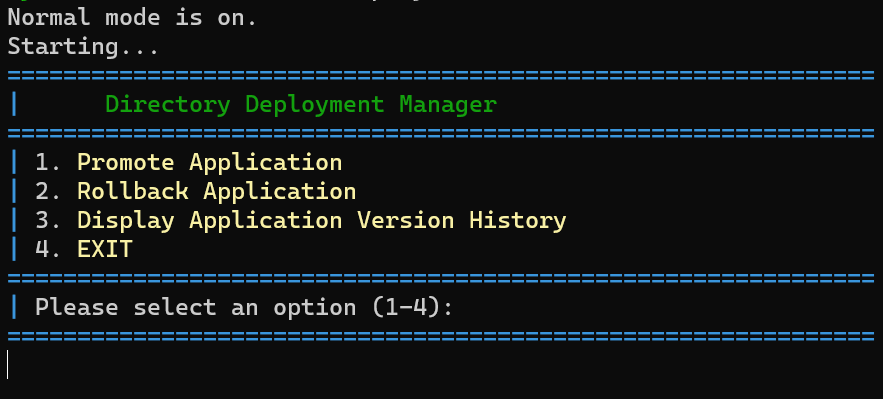 Normal mode is on.
Starting...
==============================================================
|      Directory Deployment Manager
==============================================================
| 1. Promote Application
| 2. Rollback Application
| 3. Display Application Version History
| 4. EXIT
==============================================================
| Please select an option (1-4):
==============================================================